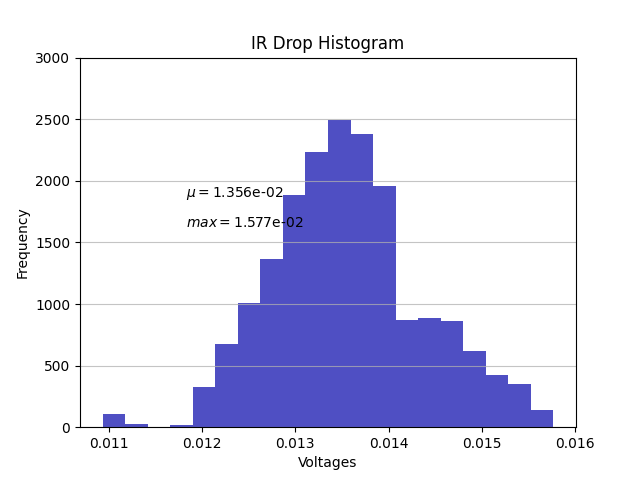 IR Drop Histogram
3000
2500
2000
1500
1000
500
0
Frequency
μ = 1.356e-02
max = 1.577e-02
0.011 0.012 0.013 0.014 0.015 0.016
Voltages